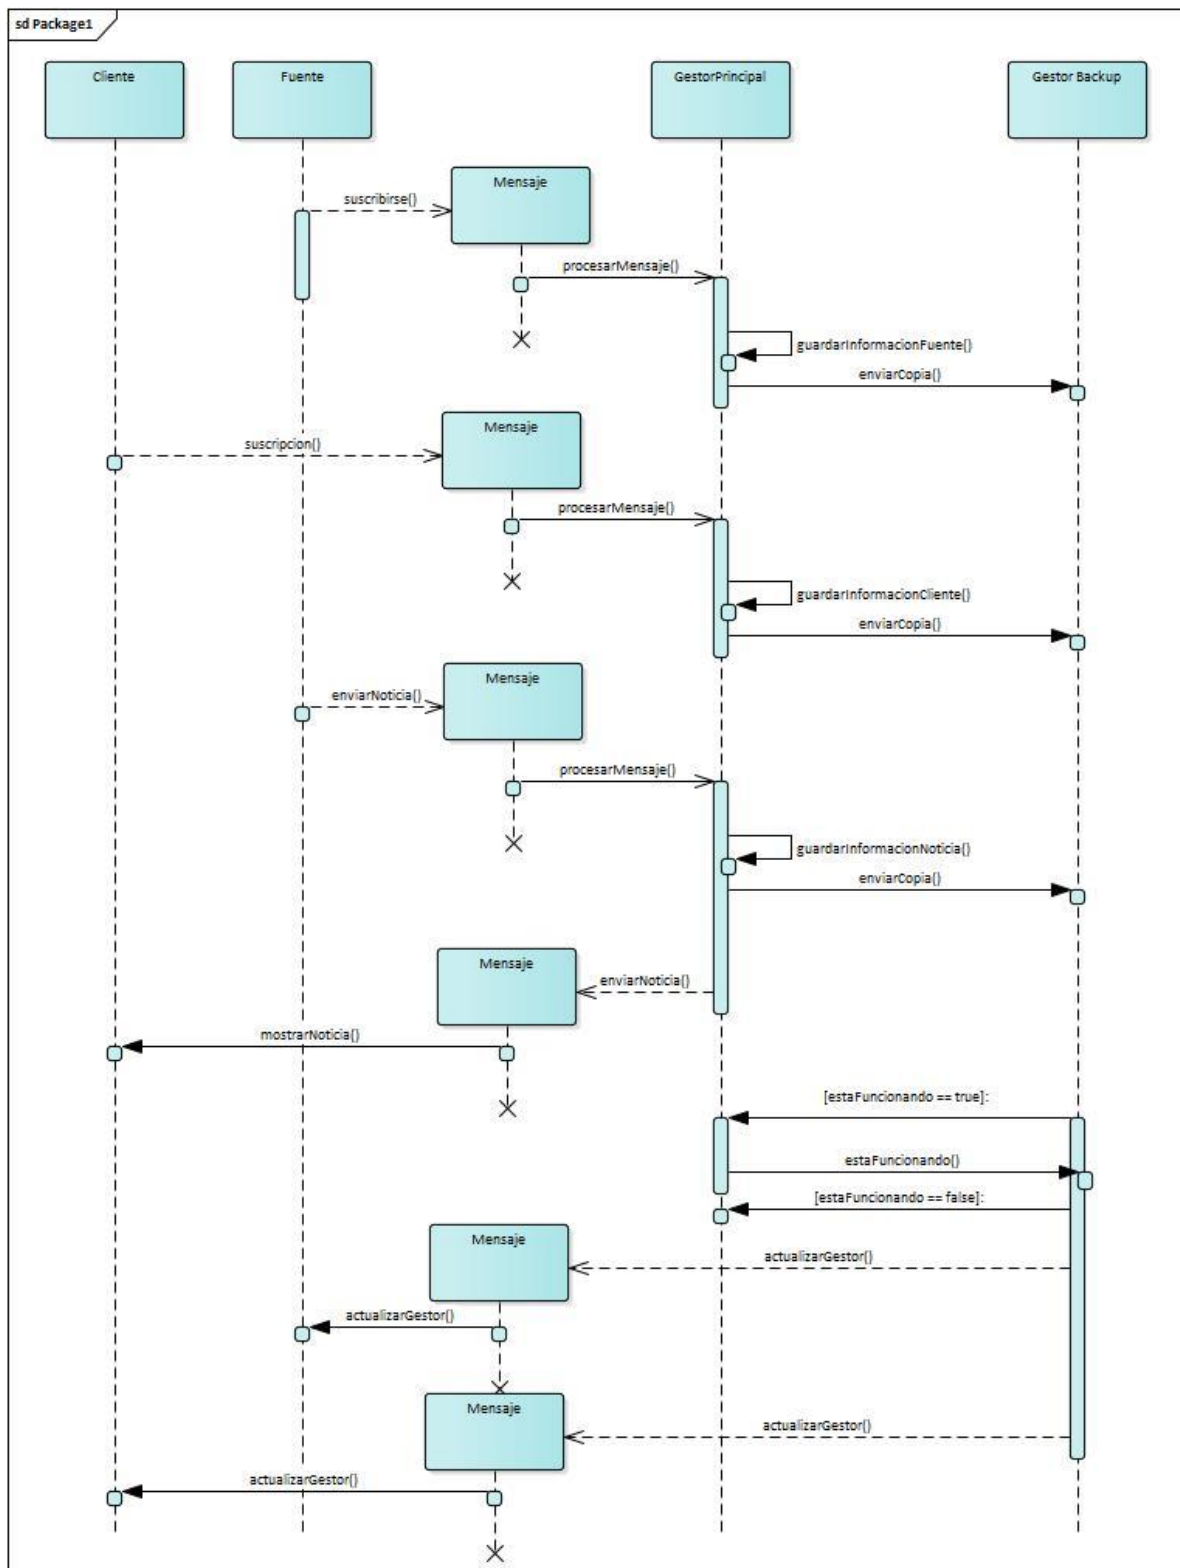 sd Package1
Cliente
Fuente
GestorPrincipal
Gestor Backup
Mensaje
suscribirse()
procesarMensaje()
guardarInformacionFuente()
enviarCopia()
Mensaje
suscripcion()
procesarMensaje()
guardarInformacionCliente()
enviarCopia()
Mensaje
enviarNoticia()
procesarMensaje()
guardarInformacionNoticia()
enviarCopia()
Mensaje
enviarNoticia()
mostrarNoticia()
[estaFuncionando == true]:
estaFuncionando()
[estaFuncionando == false]:
Mensaje
actualizarGestor()
actualizarGestor()
Mensaje
actualizarGestor()
actualizarGestor()